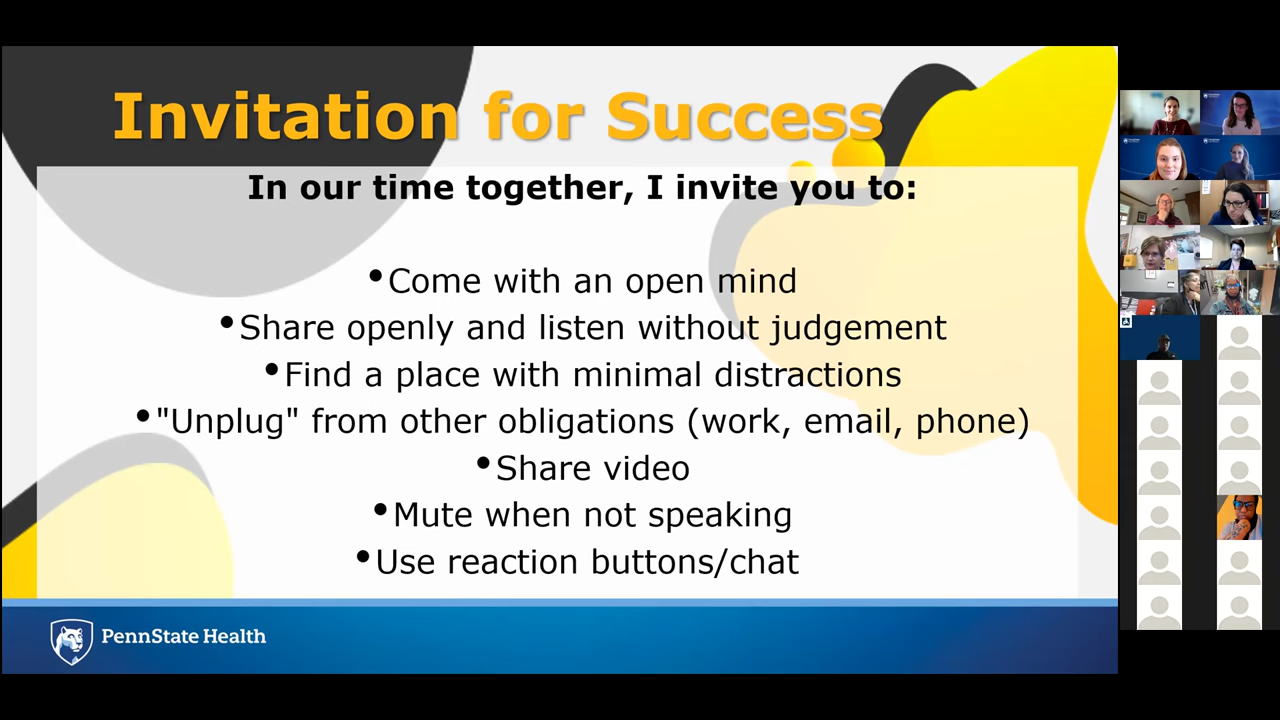 Invitation for Success
In our time together, I invite you to:
•Come with an open mind
•Share openly and listen without judgement
•Find a place with minimal distractions
•"Unplug" from other obligations (work, email, phone)
•Share video
•Mute when not speaking
•Use reaction buttons/chat
PennState Health